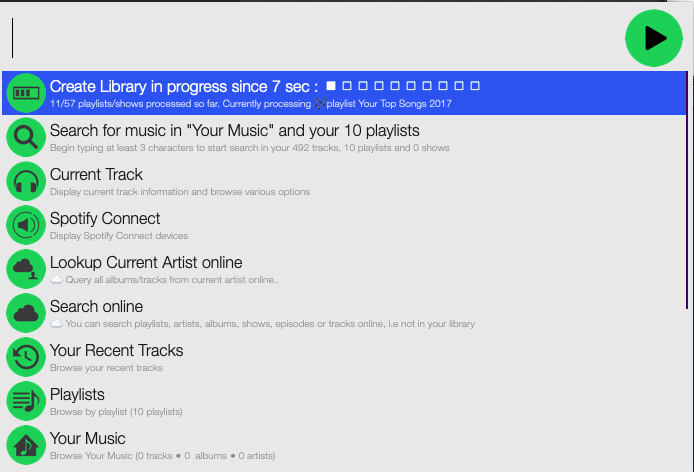 Create Library in progress since 7 sec : ■ □ □ □ □ □ □ □ □ □
11/57 playlists/shows processed so far. Currently processing playlist Your Top Songs 2017
Search for music in "Your Music" and your 10 playlists
Begin typing at least 3 characters to start search in your 492 tracks, 10 playlists and 0 shows
Current Track
Display current track information and browse various options
Spotify Connect
Display Spotify Connect devices
Lookup Current Artist online
☁️ Query all albums/tracks from current artist online..
Search online
☁️ You can search playlists, artists, albums, shows, episodes or tracks online, i.e not in your library
Your Recent Tracks
Browse your recent tracks
Playlists
Browse by playlist (10 playlists)
Your Music
Browse Your Music (0 tracks ● 0 albums ● 0 artists)